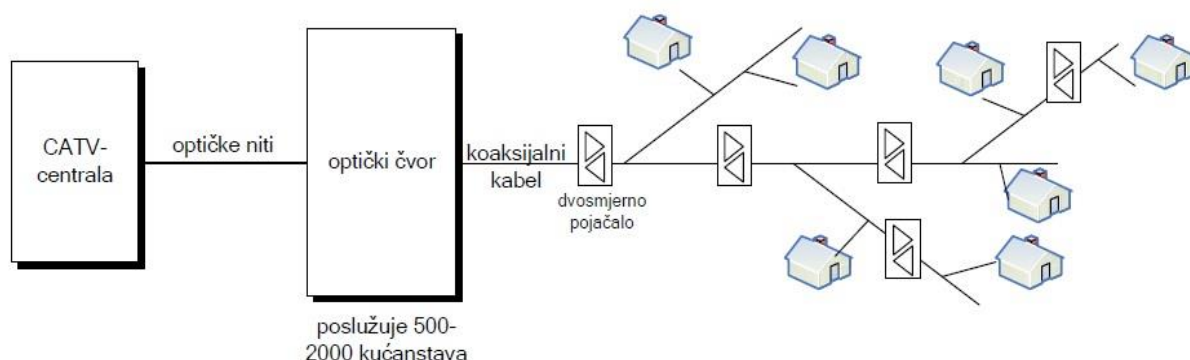 CATV-
centrala
optičke niti
optički čvor
koaksijalni
kabel
dvosmjerno
pojačalo
poslužuje 500-
2000 kućanstava